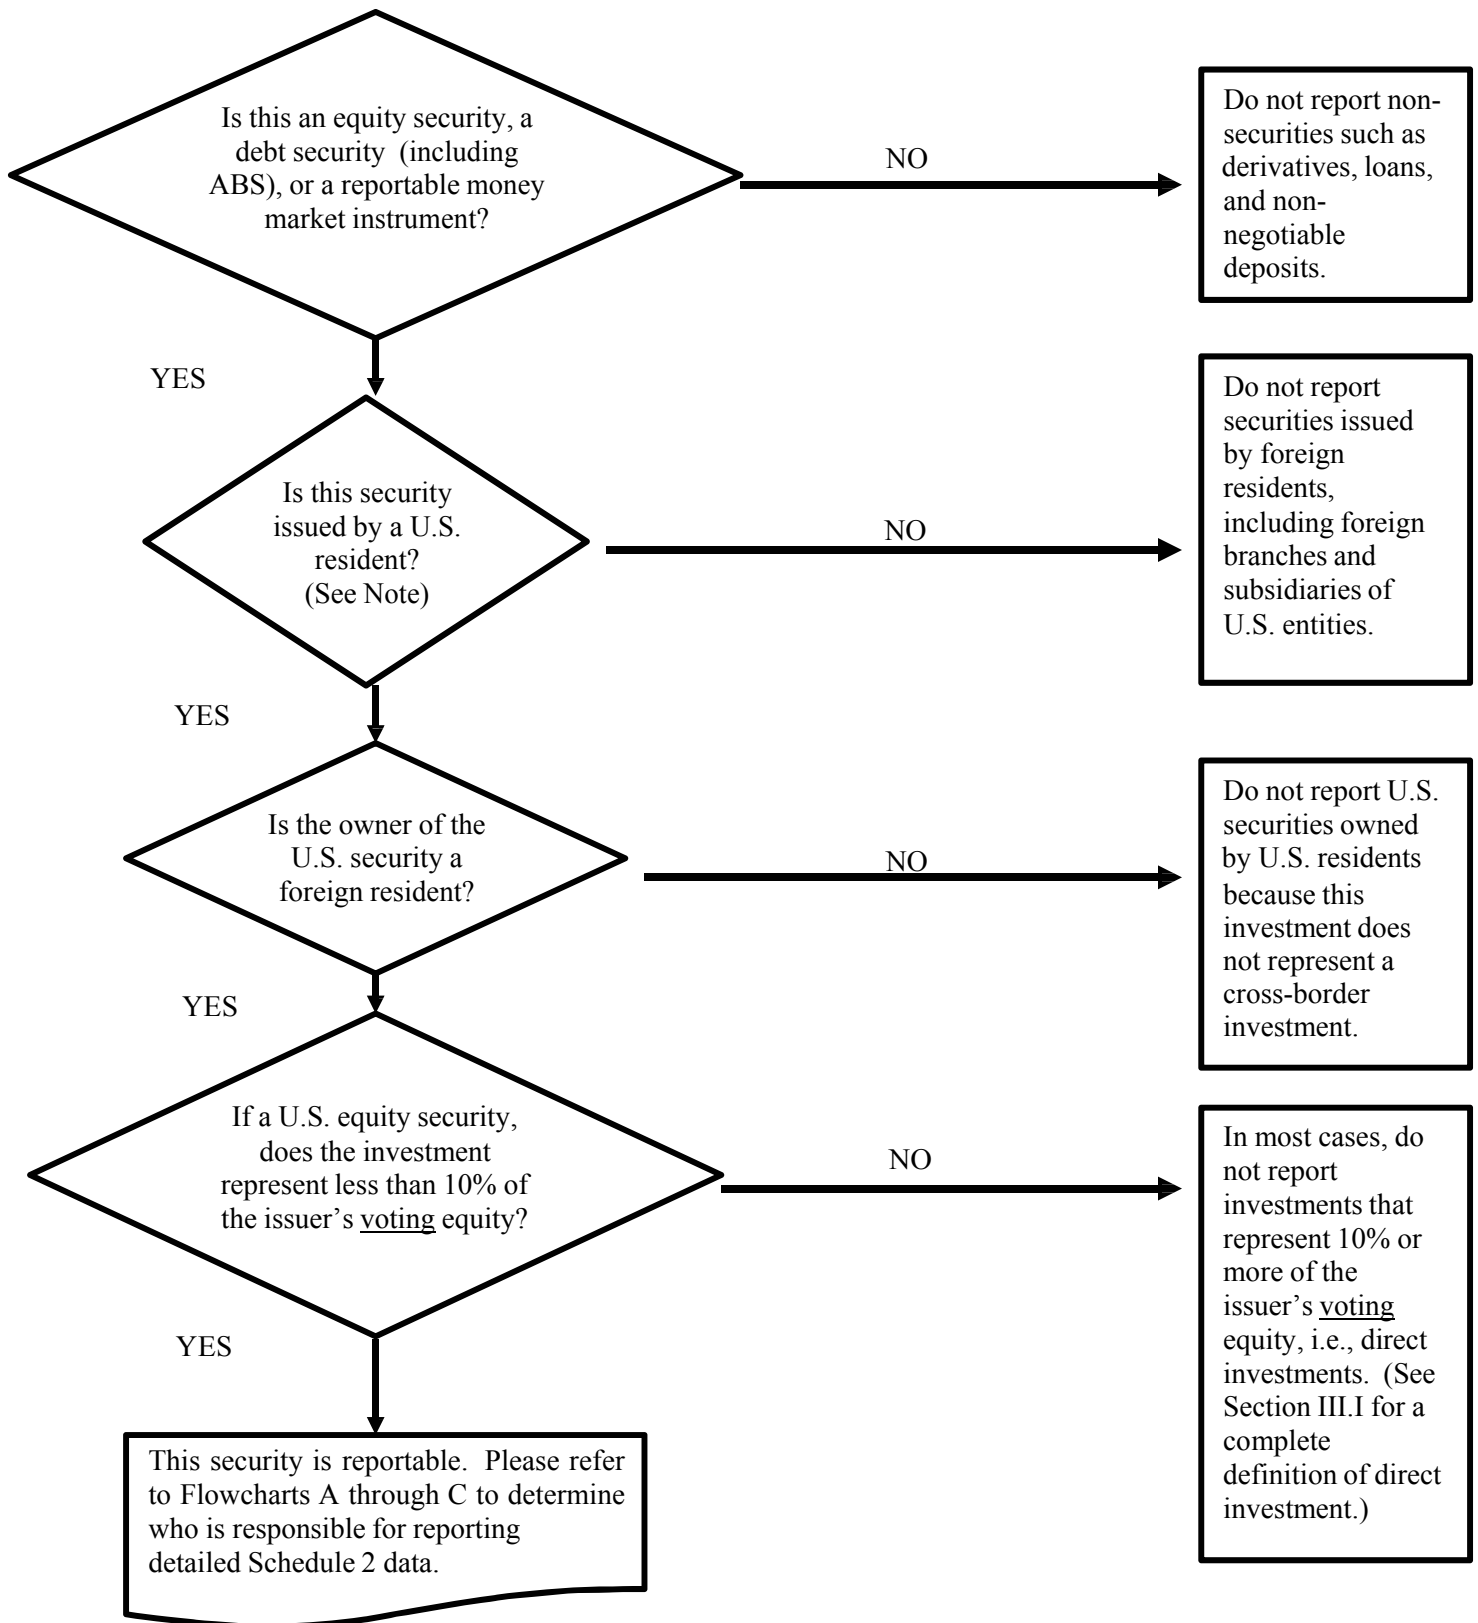 Is this an equity security, a
debt security (including
ABS), or a reportable money
market instrument?
NO
Do not report non-
securities such as
derivatives, loans,
and non-
negotiable
deposits.
YES
Is this security
issued by a U.S.
resident?
(See Note)
NO
Do not report
securities issued
by foreign
residents,
including foreign
branches and
subsidiaries of
U.S. entities.
YES
Is the owner of the
U.S. security a
foreign resident?
NO
Do not report U.S.
securities owned
by U.S. residents
because this
investment does
not represent a
cross-border
investment.
YES
If a U.S. equity security,
does the investment
represent less than 10% of
the issuer’s voting equity?
NO
In most cases, do
not report
investments that
represent 10% or
more of the
issuer’s voting
equity, i.e., direct
investments. (See
Section III.I for a
complete
definition of direct
investment.)
YES
This security is reportable. Please refer
to Flowcharts A through C to determine
who is responsible for reporting
detailed Schedule 2 data.